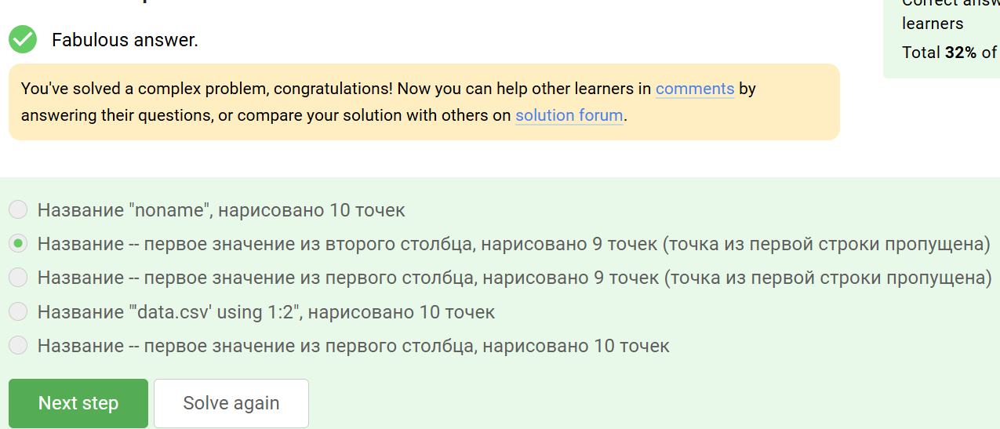 Fabulous answer.
learners
Total 32% of
You've solved a complex problem, congratulations! Now you can help other learners in comments by
answering their questions, or compare your solution with others on solution forum.
Название "noname", нарисовано 10 точек
Название -- первое значение из второго столбца, нарисовано 9 точек (точка из первой строки пропущена)
Название -- первое значение из первого столбца, нарисовано 9 точек (точка из первой строки пропущена)
Название "'data.csv' using 1:2", нарисовано 10 точек
Название -- первое значение из первого столбца, нарисовано 10 точек
Next step
Solve again